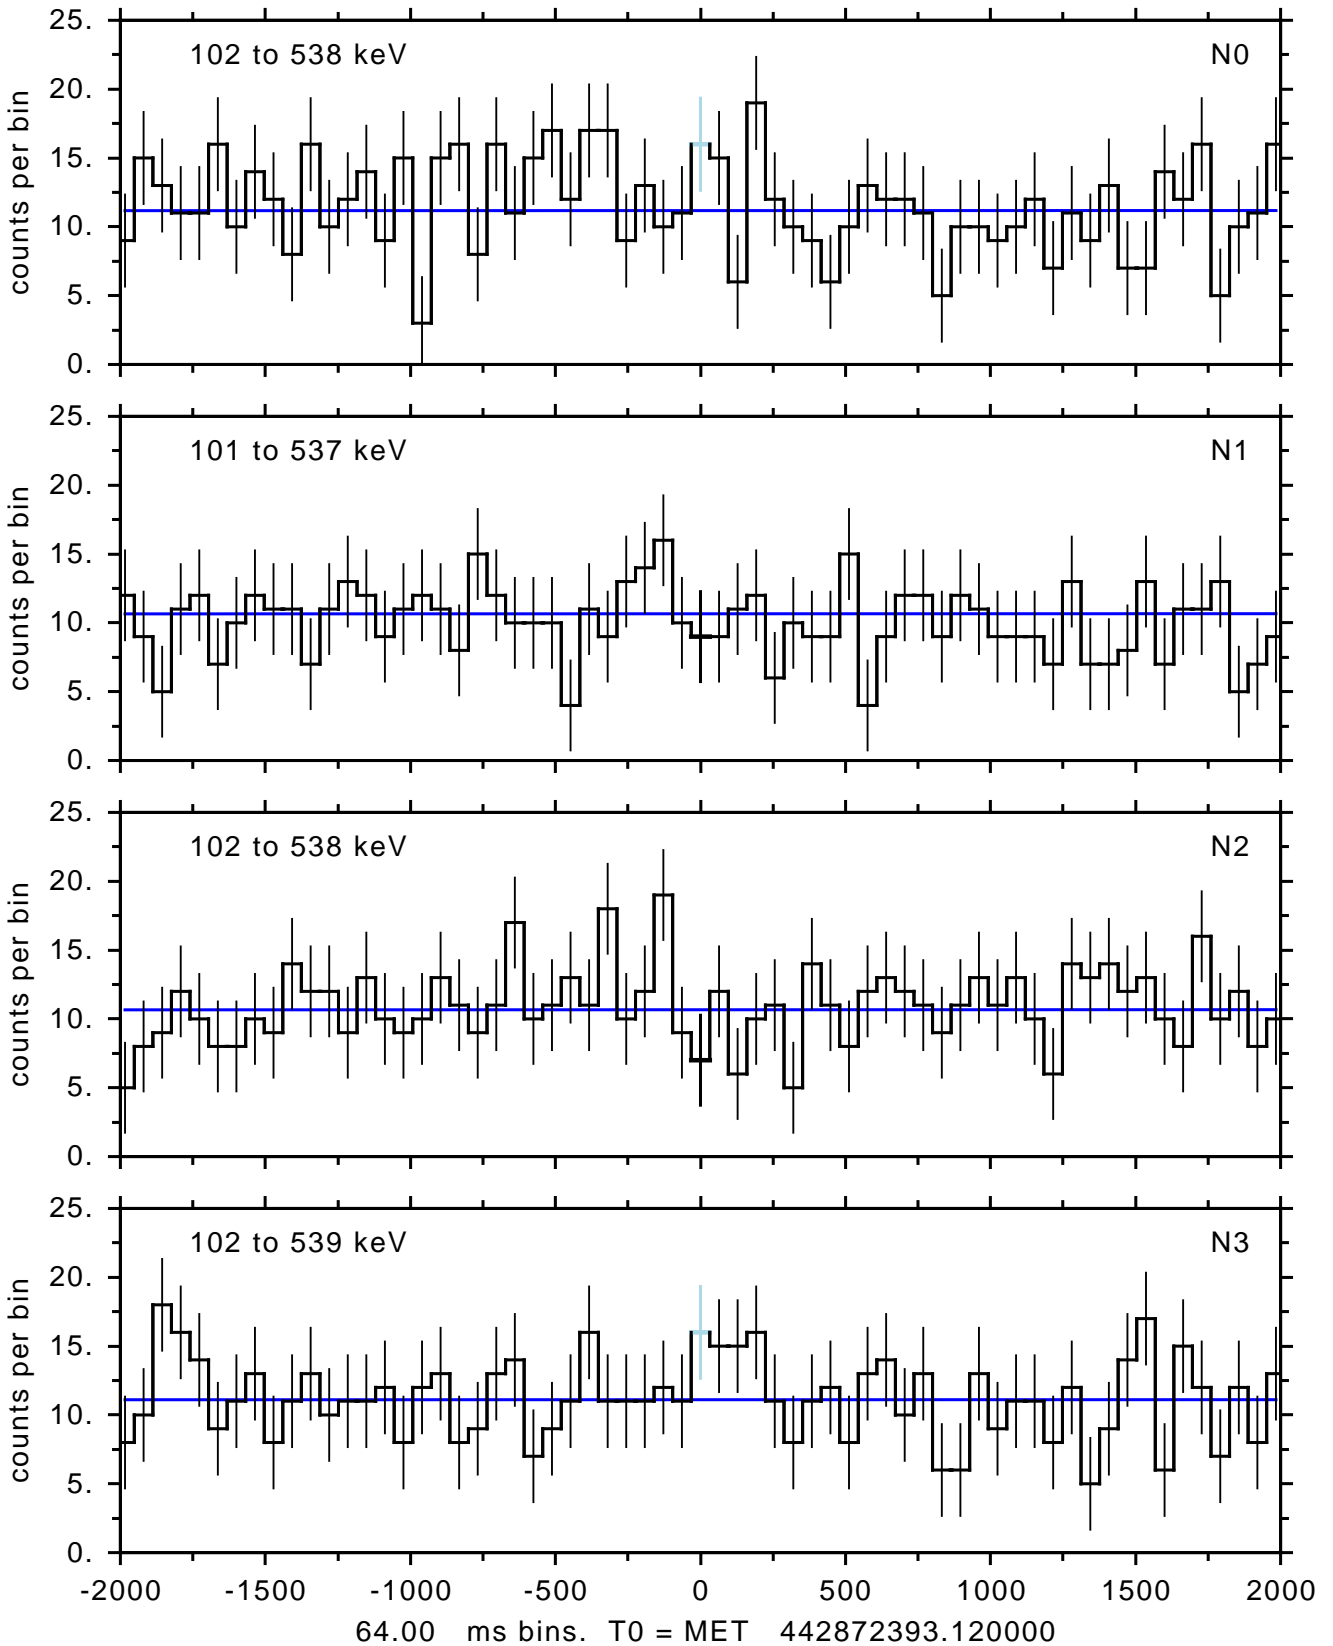 25.
102 to 538 keV N0
20.
15.
10.
5.
0.
counts per bin
25.
101 to 537 keV N1
20.
15.
10.
5.
0.
counts per bin
25.
102 to 538 keV N2
20.
15.
10.
5.
0.
counts per bin
25.
102 to 539 keV N3
20.
15.
10.
5.
0.
counts per bin
-2000 -1500 -1000 -500 0 500 1000 1500 2000
64.00 ms bins. T0 = MET 442872393.120000